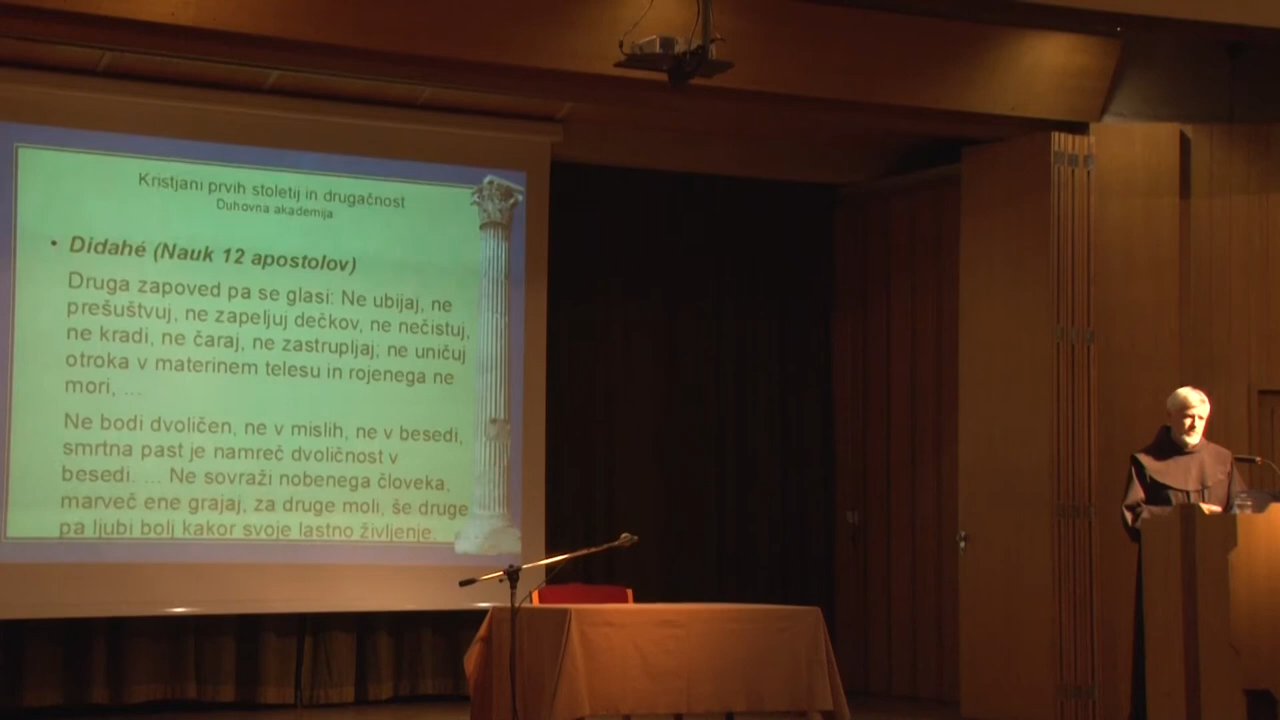 Kristjani prvih stoletij in drugačnost
Duhovna akademija
• Didahé (Nauk 12 apostolov)
Druga zapoved pa se glasi: Ne ubijaj, ne
prešuštvuj, ne zapeljuj dečkov, ne nečistuj,
ne kradi, ne čaraj, ne zastrupljaj; ne uničuj
otroka v materinem telesu in rojenega ne
mori, ...
Ne bodi dvoličen, ne v mislih, ne v besedi,
smrtna past je namreč dvoličnost v
besedi. ... Ne sovraži nobenega človeka,
marveč ene grajaj, za druge moli, še druge
pa ljubi bolj kakor svoje lastno življenje.